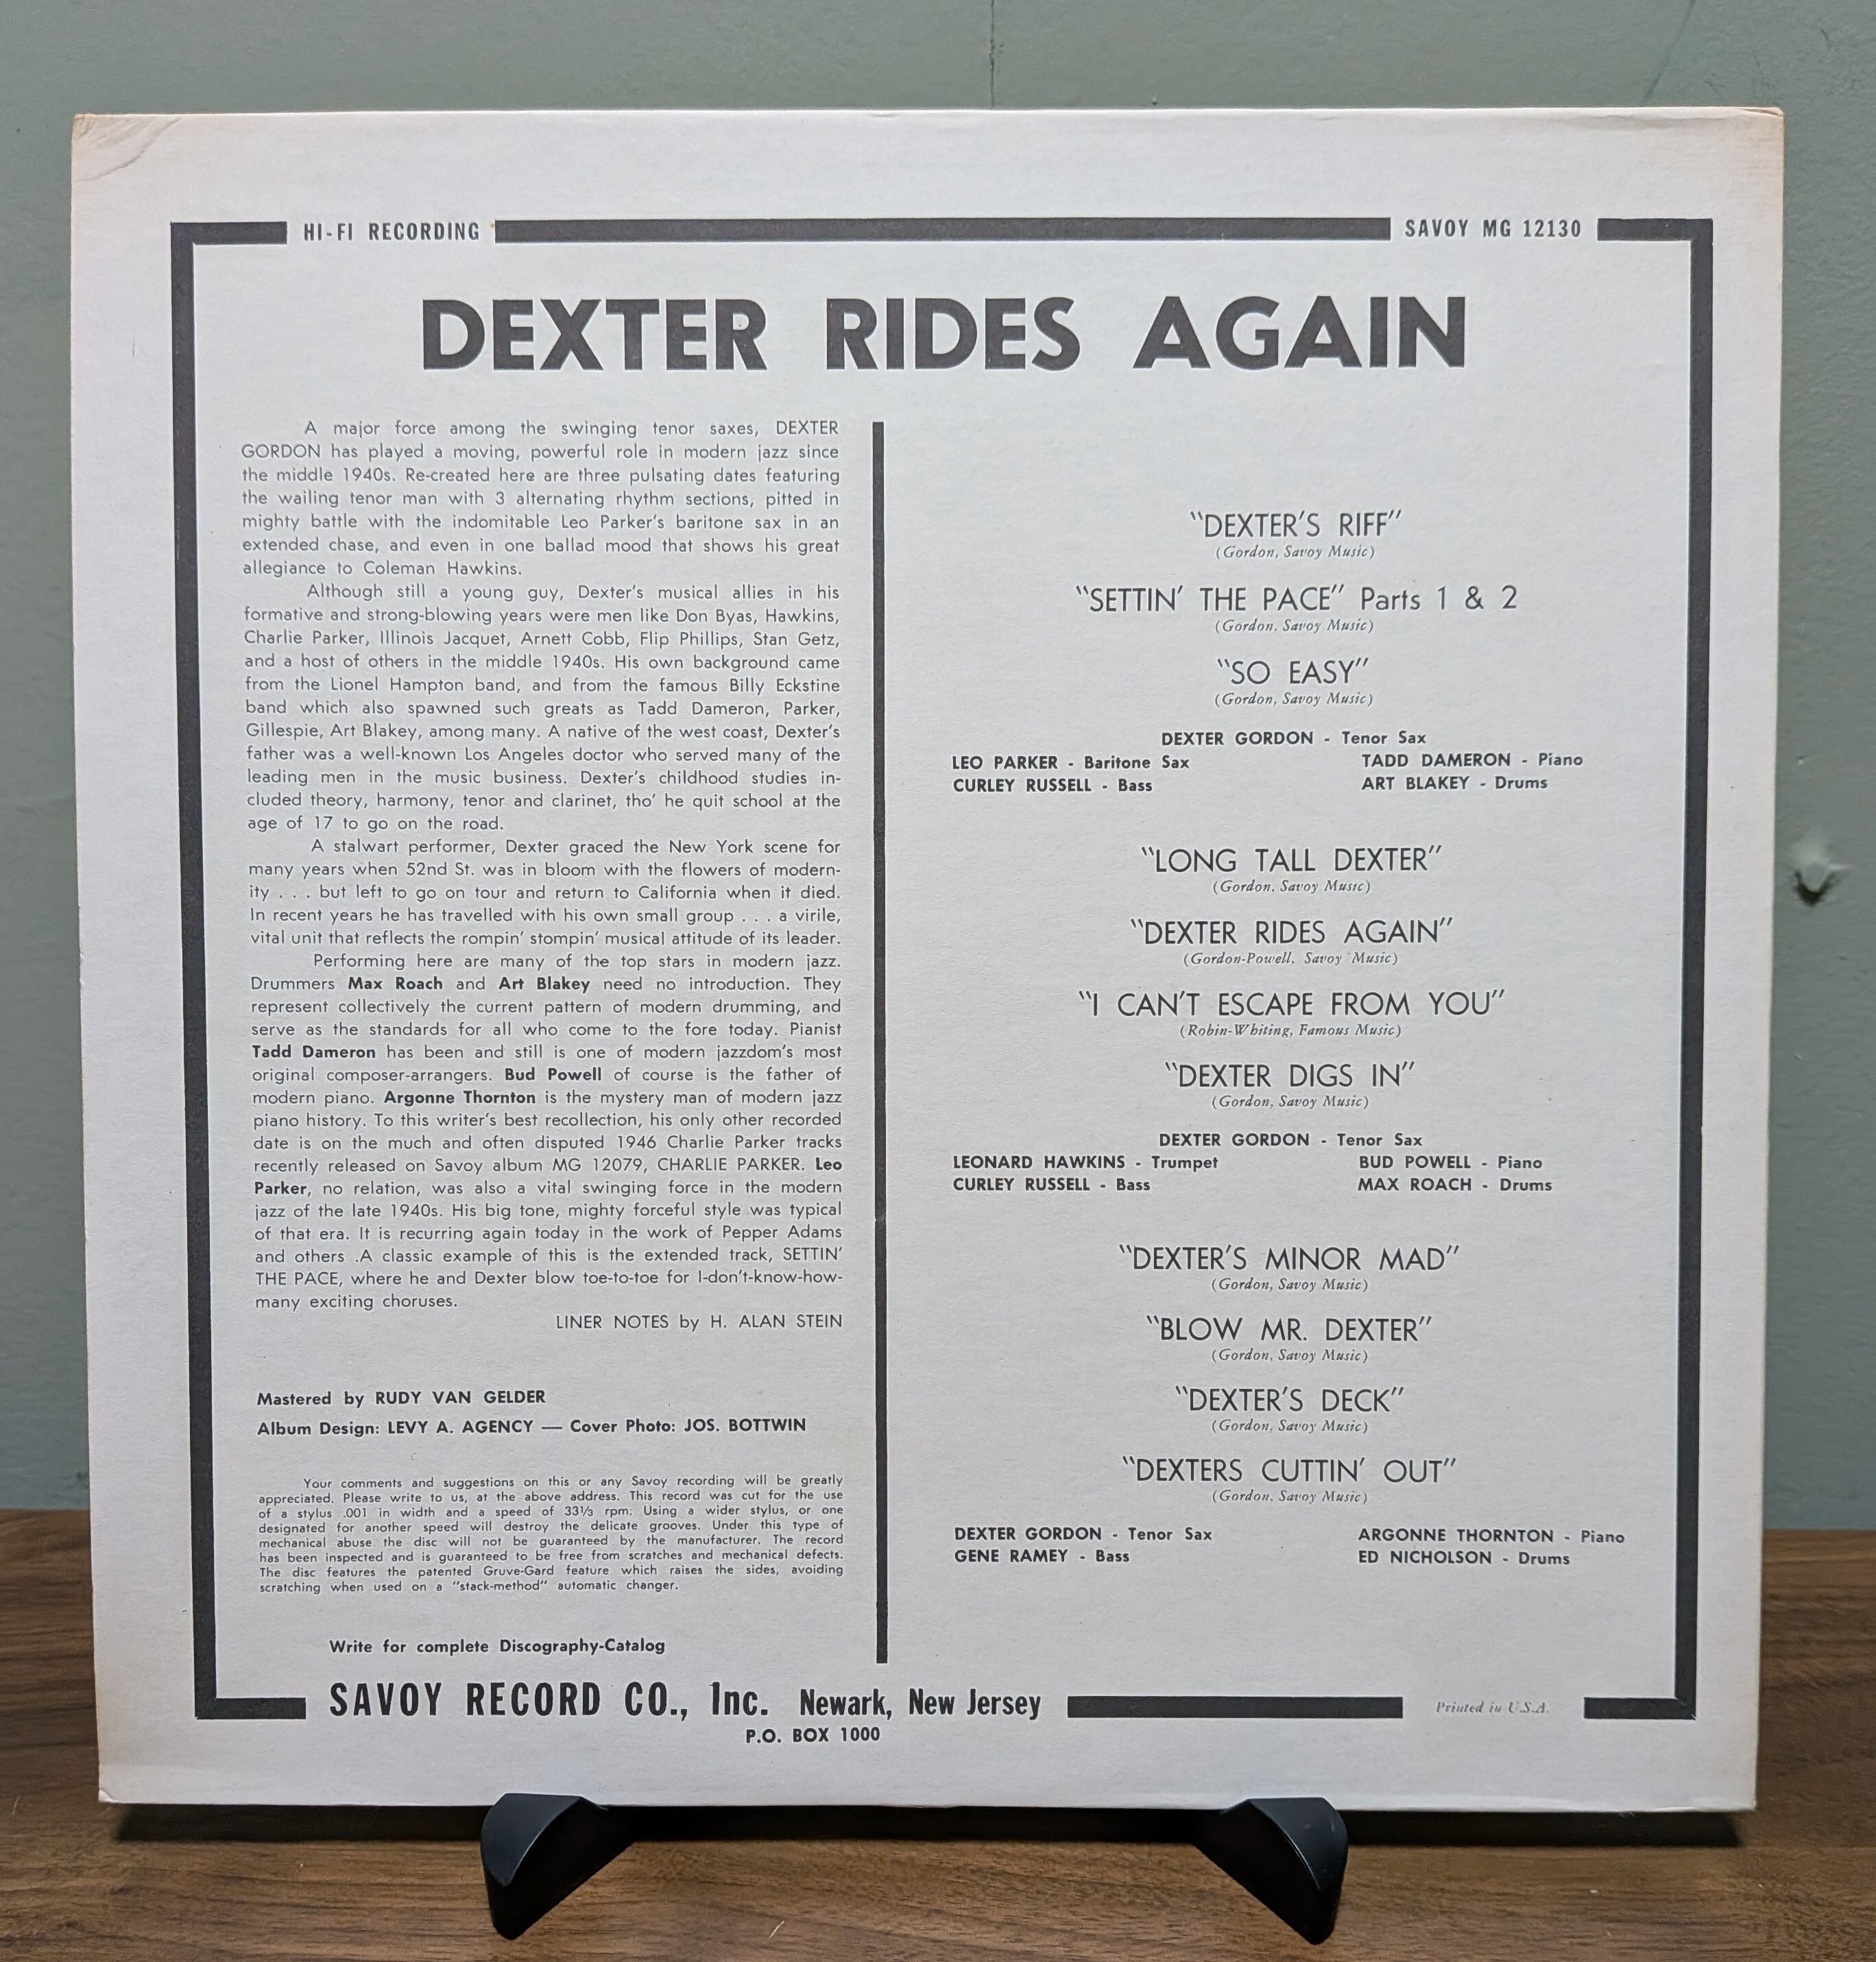 HI-FI RECORDING
SAVOY MG 12130
DEXTER RIDES AGAIN
A major force among the swinging tenor saxes, DEXTER
GORDON has played a moving, powerful role in modern jazz since
the middle 1940s. Re-created here are three pulsating dates featuring
the wailing tenor man with 3 alternating rhythm sections, pitted in
mighty battle with the indomitable Leo Parker's baritone sax in an
extended chase, and even in one ballad mood that shows his great
allegiance to Coleman Hawkins.
Although still a young guy, Dexter's musical allies in his
formative and strong-blowing years were men like Don Byas, Hawkins,
Charlie Parker, Illinois Jacquet, Arnett Cobb, Flip Phillips, Stan Getz,
and a host of others in the middle 1940s. His own background came
from the Lionel Hampton band, and from the famous Billy Eckstine
band which also spawned such greats as Tadd Dameron, Parker,
Gillespie, Art Blakey, among many. A native of the west coast, Dexter's
father was a well-known Los Angeles doctor who served many of the
leading men in the music business. Dexter's childhood studies in-
cluded theory, harmony, tenor and clarinet, tho' he quit school at the
age of 17 to go on the road.
A stalwart performer, Dexter graced the New York scene for
many years when 52nd St. was in bloom with the flowers of modern-
ity . . . but left to go on tour and return to California when it died.
In recent years he has travelled with his own small group . . . a virile,
vital unit that reflects the rompin' stompin' musical attitude of its leader.
Performing here are many of the top stars in modern jazz.
Drummers Max Roach and Art Blakey need no introduction. They
represent collectively the current pattern of modern drumming, and
serve as the standards for all who come to the fore today. Pianist
Tadd Dameron has been and still is one of modern jazzdom's most
original composer-arrangers. Bud Powell of course is the father of
modern piano. Argonne Thornton is the mystery man of modern jazz
piano history. To this writer's best recollection, his only other recorded
date is on the much and often disputed 1946 Charlie Parker tracks
recently released on Savoy album MG 12079, CHARLIE PARKER. Leo
Parker, no relation, was also a vital swinging force in the modern
jazz of the late 1940s. His big tone, mighty forceful style was typical
of that era. It is recurring again today in the work of Pepper Adams
and others .A classic example of this is the extended track, SETTIN'
THE PACE, where he and Dexter blow toe-to-toe for I-don't-know-how-
many exciting choruses.
LINER NOTES by H. ALAN STEIN
Mastered by RUDY VAN GELDER
Album Design: LEVY A. AGENCY — Cover Photo: JOS. BOTTWIN
Your comments and suggestions on this or any Savoy recording will be greatly
appreciated. Please write to us, at the above address. This record was cut for the use
of a stylus .001 in width and a speed of 33⅓ rpm. Using a wider stylus, or one
designated for another speed will destroy the delicate grooves. Under this type of
mechanical abuse the disc will not be guaranteed by the manufacturer. The record
has been inspected and is guaranteed to be free from scratches and mechanical defects.
The disc features the patented Gruve-Gard feature which raises the sides, avoiding
scratching when used on a "stack-method" automatic changer.
Write for complete Discography-Catalog
"DEXTER'S RIFF"
(Gordon, Savoy Music)
"SETTIN' THE PACE" Parts 1 & 2
(Gordon, Savoy Music)
"SO EASY"
(Gordon, Savoy Music)
DEXTER GORDON - Tenor Sax
LEO PARKER - Baritone Sax TADD DAMERON - Piano
CURLEY RUSSELL - Bass ART BLAKEY - Drums
"LONG TALL DEXTER"
(Gordon, Savoy Music)
"DEXTER RIDES AGAIN"
(Gordon-Powell, Savoy Music)
"I CAN'T ESCAPE FROM YOU"
(Robin-Whiting, Famous Music)
"DEXTER DIGS IN"
(Gordon, Savoy Music)
DEXTER GORDON - Tenor Sax
LEONARD HAWKINS - Trumpet BUD POWELL - Piano
CURLEY RUSSELL - Bass MAX ROACH - Drums
"DEXTER'S MINOR MAD"
(Gordon, Savoy Music)
"BLOW MR. DEXTER"
(Gordon, Savoy Music)
"DEXTER'S DECK"
(Gordon, Savoy Music)
"DEXTERS CUTTIN' OUT"
(Gordon, Savoy Music)
DEXTER GORDON - Tenor Sax ARGONNE THORNTON - Piano
GENE RAMEY - Bass ED NICHOLSON - Drums
SAVOY RECORD CO., Inc. Newark, New Jersey
P.O. BOX 1000
Printed in U.S.A.